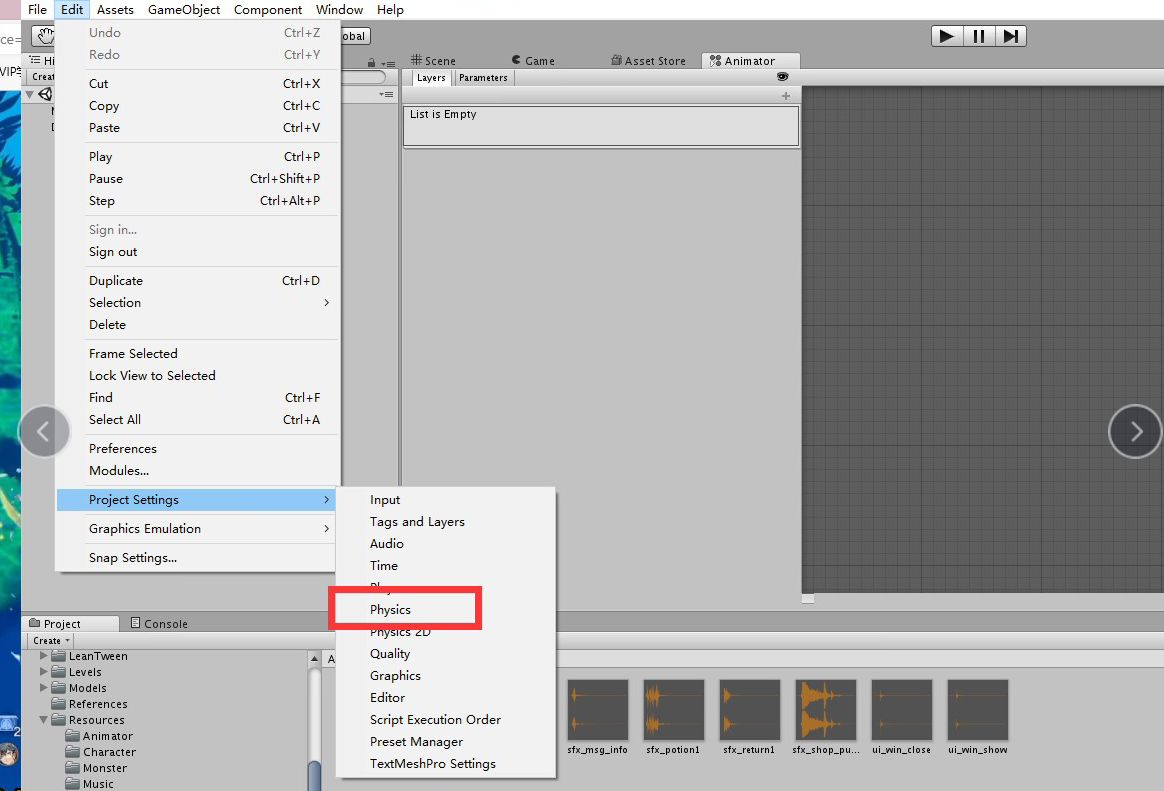 File Edit Assets GameObject Component Window Help
Undo Ctrl+Z
Redo Ctrl+Y
Cut Ctrl+X
Copy Ctrl+C
Paste Ctrl+V
Play Ctrl+P
Pause Ctrl+Shift+P
Step Ctrl+Alt+P
Sign in...
Sign out
Duplicate Ctrl+D
Selection
Delete
Frame Selected
Lock View to Selected
Find Ctrl+F
Select All Ctrl+A
Preferences
Modules...
Project Settings
Graphics Emulation
Snap Settings...
Input
Tags and Layers
Audio
Time
Physics
Physics 2D
Quality
Graphics
Editor
Script Execution Order
Preset Manager
TextMeshPro Settings
Scene Game Asset Store Animator
Layers Parameters
List is Empty
Project Console
Create
LeanTween
Levels
Models
References
Resources
Animator
Character
Monster
Music
sfx_msg_info sfx_potion1 sfx_return1 sfx_shop_pu... ui_win_close ui_win_show